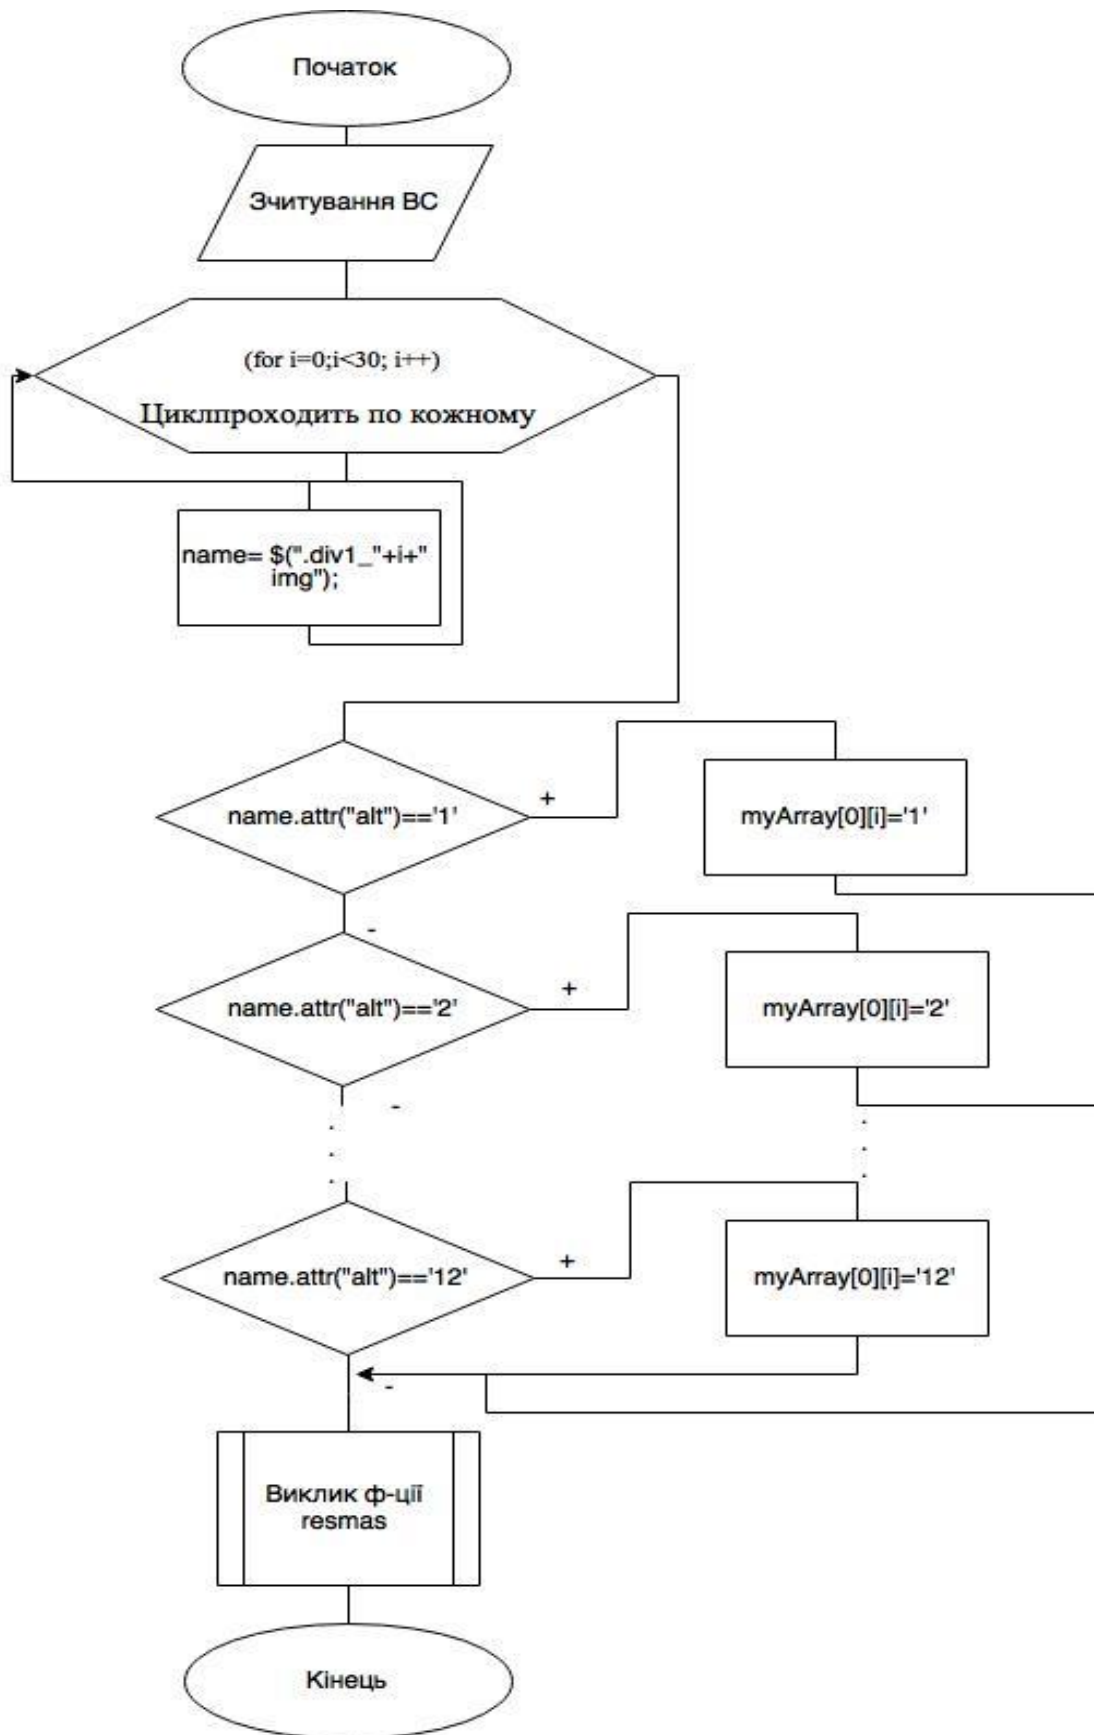 Початок
Зчитування ВС
(for i=0;i<30; i++)
Циклпроходить по кожному
name= $(".div1_"+i+"
img");
name.attr("alt")=='1'
+
myArray[0][i]='1'
-
name.attr("alt")=='2'
+
myArray[0][i]='2'
-
.
.
.
.
.
.
name.attr("alt")=='12'
+
myArray[0][i]='12'
-
Виклик ф-ції
resmas
Кінець